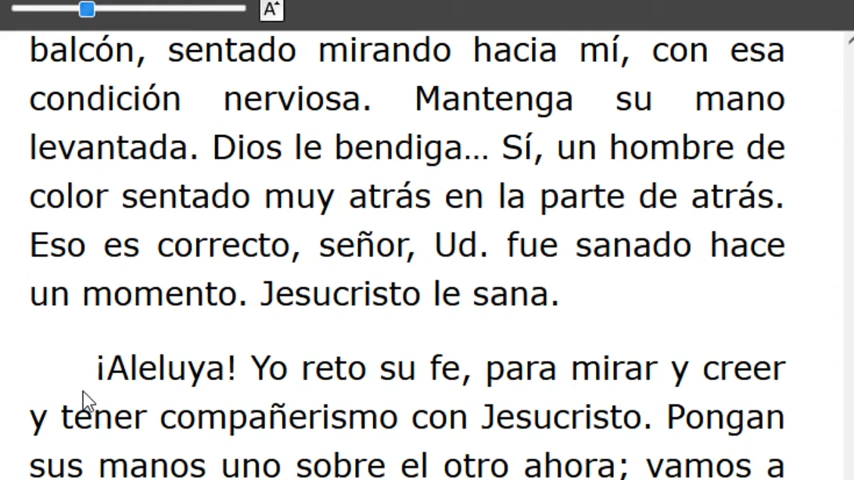 A
balcón, sentado mirando hacia mí, con esa
condición nerviosa. Mantenga su mano
levantada. Dios le bendiga... Sí, un hombre de
color sentado muy atrás en la parte de atrás.
Eso es correcto, señor, Ud. fue sanado hace
un momento. Jesucristo le sana.
¡Aleluya! Yo reto su fe, para mirar y creer
y tener compañerismo con Jesucristo. Pongan
sus manos uno sobre el otro ahora; vamos a